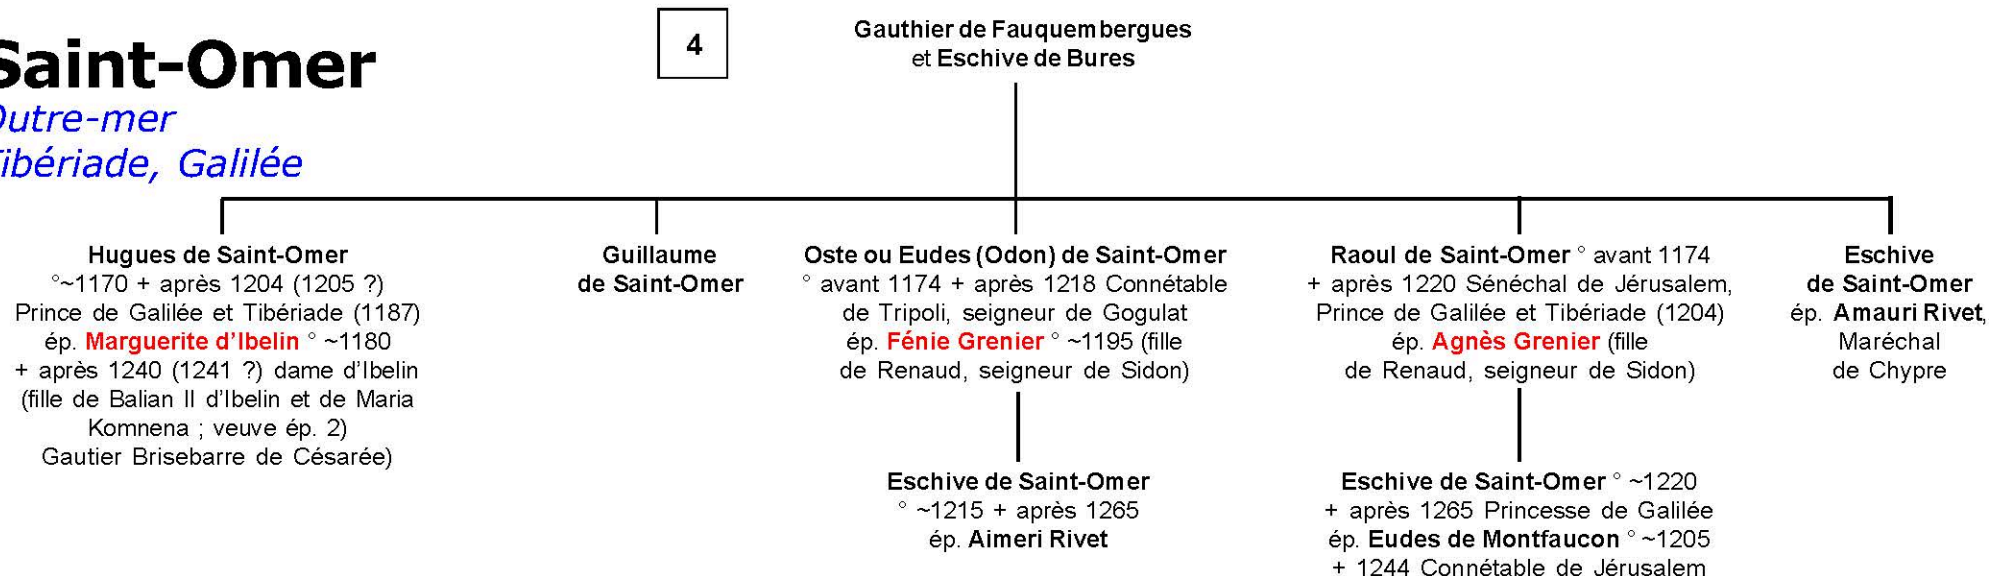 Saint-Omer
Outre-mer
Tibériade, Galilée
4
Gauthier de Fauquembergues
et Eschive de Bures
Hugues de Saint-Omer
°~1170 + après 1204 (1205 ?)
Prince de Galilée et Tibériade (1187)
ép. Marguerite d'Ibelin ° ~1180
+ après 1240 (1241 ?) dame d'Ibelin
(fille de Balian II d'Ibelin et de Maria
Komnena ; veuve ép. 2)
Gautier Brisebarre de Césarée)
Guillaume
de Saint-Omer
Oste ou Eudes (Odon) de Saint-Omer
° avant 1174 + après 1218 Connétable
de Tripoli, seigneur de Gogulat
ép. Fénie Grenier ° ~1195 (fille
de Renaud, seigneur de Sidon)
Raoul de Saint-Omer ° avant 1174
+ après 1220 Sénéchal de Jérusalem,
Prince de Galilée et Tibériade (1204)
ép. Agnès Grenier (fille
de Renaud, seigneur de Sidon)
Eschive
de Saint-Omer
ép. Amauri Rivet,
Maréchal
de Chypre
Eschive de Saint-Omer
° ~1215 + après 1265
ép. Aimeri Rivet
Eschive de Saint-Omer ° ~1220
+ après 1265 Princesse de Galilée
ép. Eudes de Montfaucon ° ~1205
+ 1244 Connétable de Jérusalem